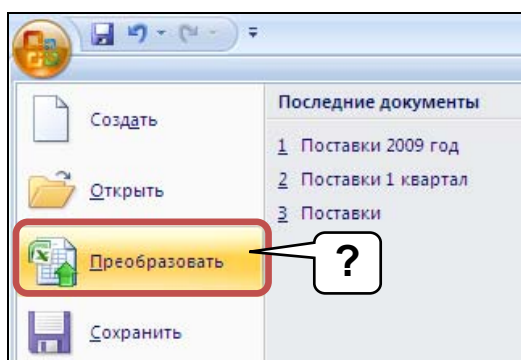 Создать
Открыть
Преобразовать
Сохранить
Последние документы
1 Поставки 2009 год
2 Поставки 1 квартал
3 Поставки
?